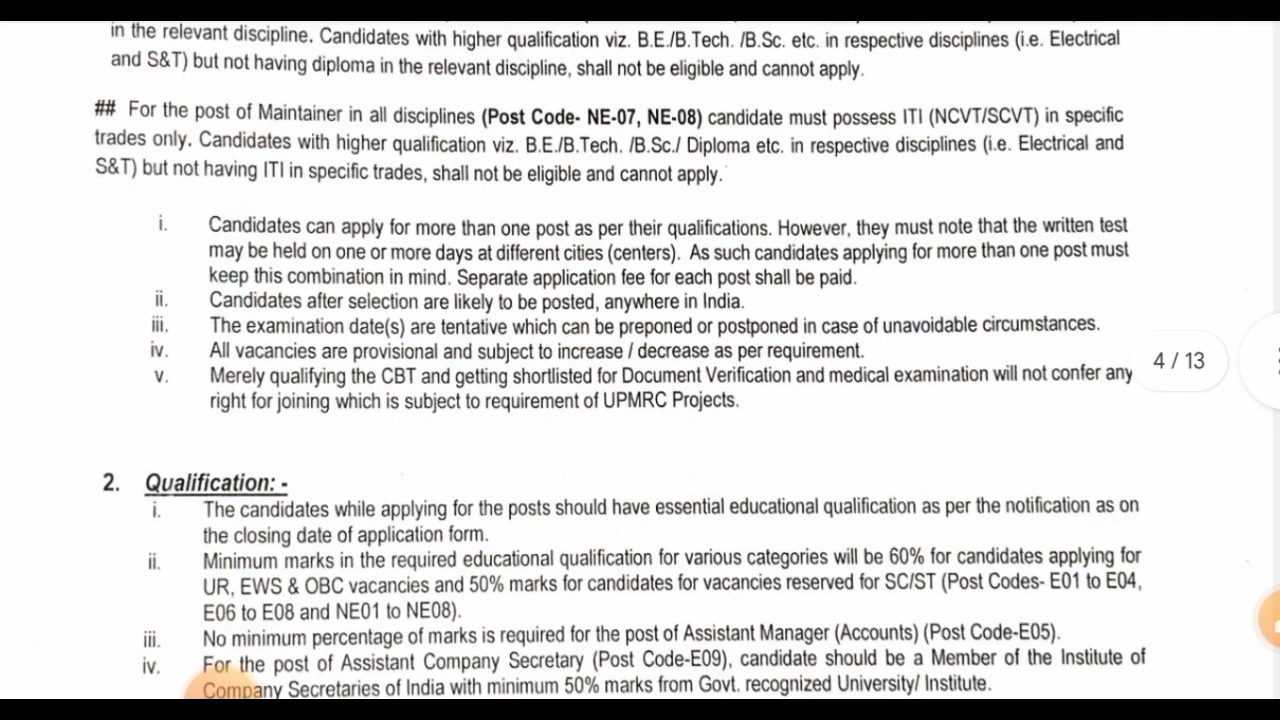 in the relevant discipline. Candidates with higher qualification viz. B.E./B.Tech. /B.Sc. etc. in respective disciplines (i.e. Electrical
and S&T) but not having diploma in the relevant discipline, shall not be eligible and cannot apply.
## For the post of Maintainer in all disciplines (Post Code- NE-07, NE-08) candidate must possess ITI (NCVT/SCVT) in specific
trades only. Candidates with higher qualification viz. B.E./B.Tech. /B.Sc./ Diploma etc. in respective disciplines (i.e. Electrical and
S&T) but not having ITI in specific trades, shall not be eligible and cannot apply.
i. Candidates can apply for more than one post as per their qualifications. However, they must note that the written test
may be held on one or more days at different cities (centers). As such candidates applying for more than one post must
keep this combination in mind. Separate application fee for each post shall be paid.
ii. Candidates after selection are likely to be posted, anywhere in India.
iii. The examination date(s) are tentative which can be preponed or postponed in case of unavoidable circumstances.
iv. All vacancies are provisional and subject to increase / decrease as per requirement.
v. Merely qualifying the CBT and getting shortlisted for Document Verification and medical examination will not confer any
right for joining which is subject to requirement of UPMRC Projects.
4 / 13
2. Qualification: -
i. The candidates while applying for the posts should have essential educational qualification as per the notification as on
the closing date of application form.
ii. Minimum marks in the required educational qualification for various categories will be 60% for candidates applying for
UR, EWS & OBC vacancies and 50% marks for candidates for vacancies reserved for SC/ST (Post Codes- E01 to E04,
E06 to E08 and NE01 to NE08).
iii. No minimum percentage of marks is required for the post of Assistant Manager (Accounts) (Post Code-E05).
iv. For the post of Assistant Company Secretary (Post Code-E09), candidate should be a Member of the Institute of
Company Secretaries of India with minimum 50% marks from Govt. recognized University/ Institute.